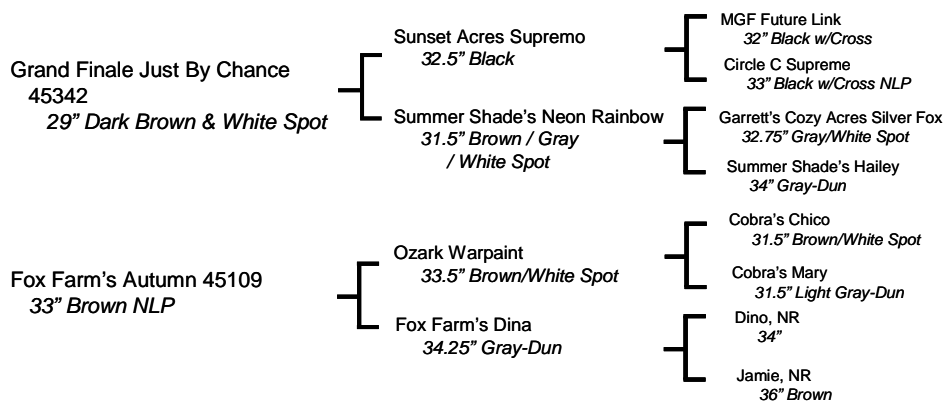 Grand Finale Just By Chance
45342
29” Dark Brown & White Spot
Sunset Acres Supremo
32.5” Black
Summer Shade’s Neon Rainbow
31.5” Brown / Gray
/ White Spot
MGF Future Link
32” Black w/Cross
Circle C Supreme
33” Black w/Cross NLP
Garrett’s Cozy Acres Silver Fox
32.75” Gray/White Spot
Summer Shade’s Hailey
34” Gray-Dun
Fox Farm’s Autumn 45109
33” Brown NLP
Ozark Warpaint
33.5” Brown/White Spot
Fox Farm’s Dina
34.25” Gray-Dun
Cobra’s Chico
31.5” Brown/White Spot
Cobra’s Mary
31.5” Light Gray-Dun
Dino, NR
34”
Jamie, NR
36” Brown